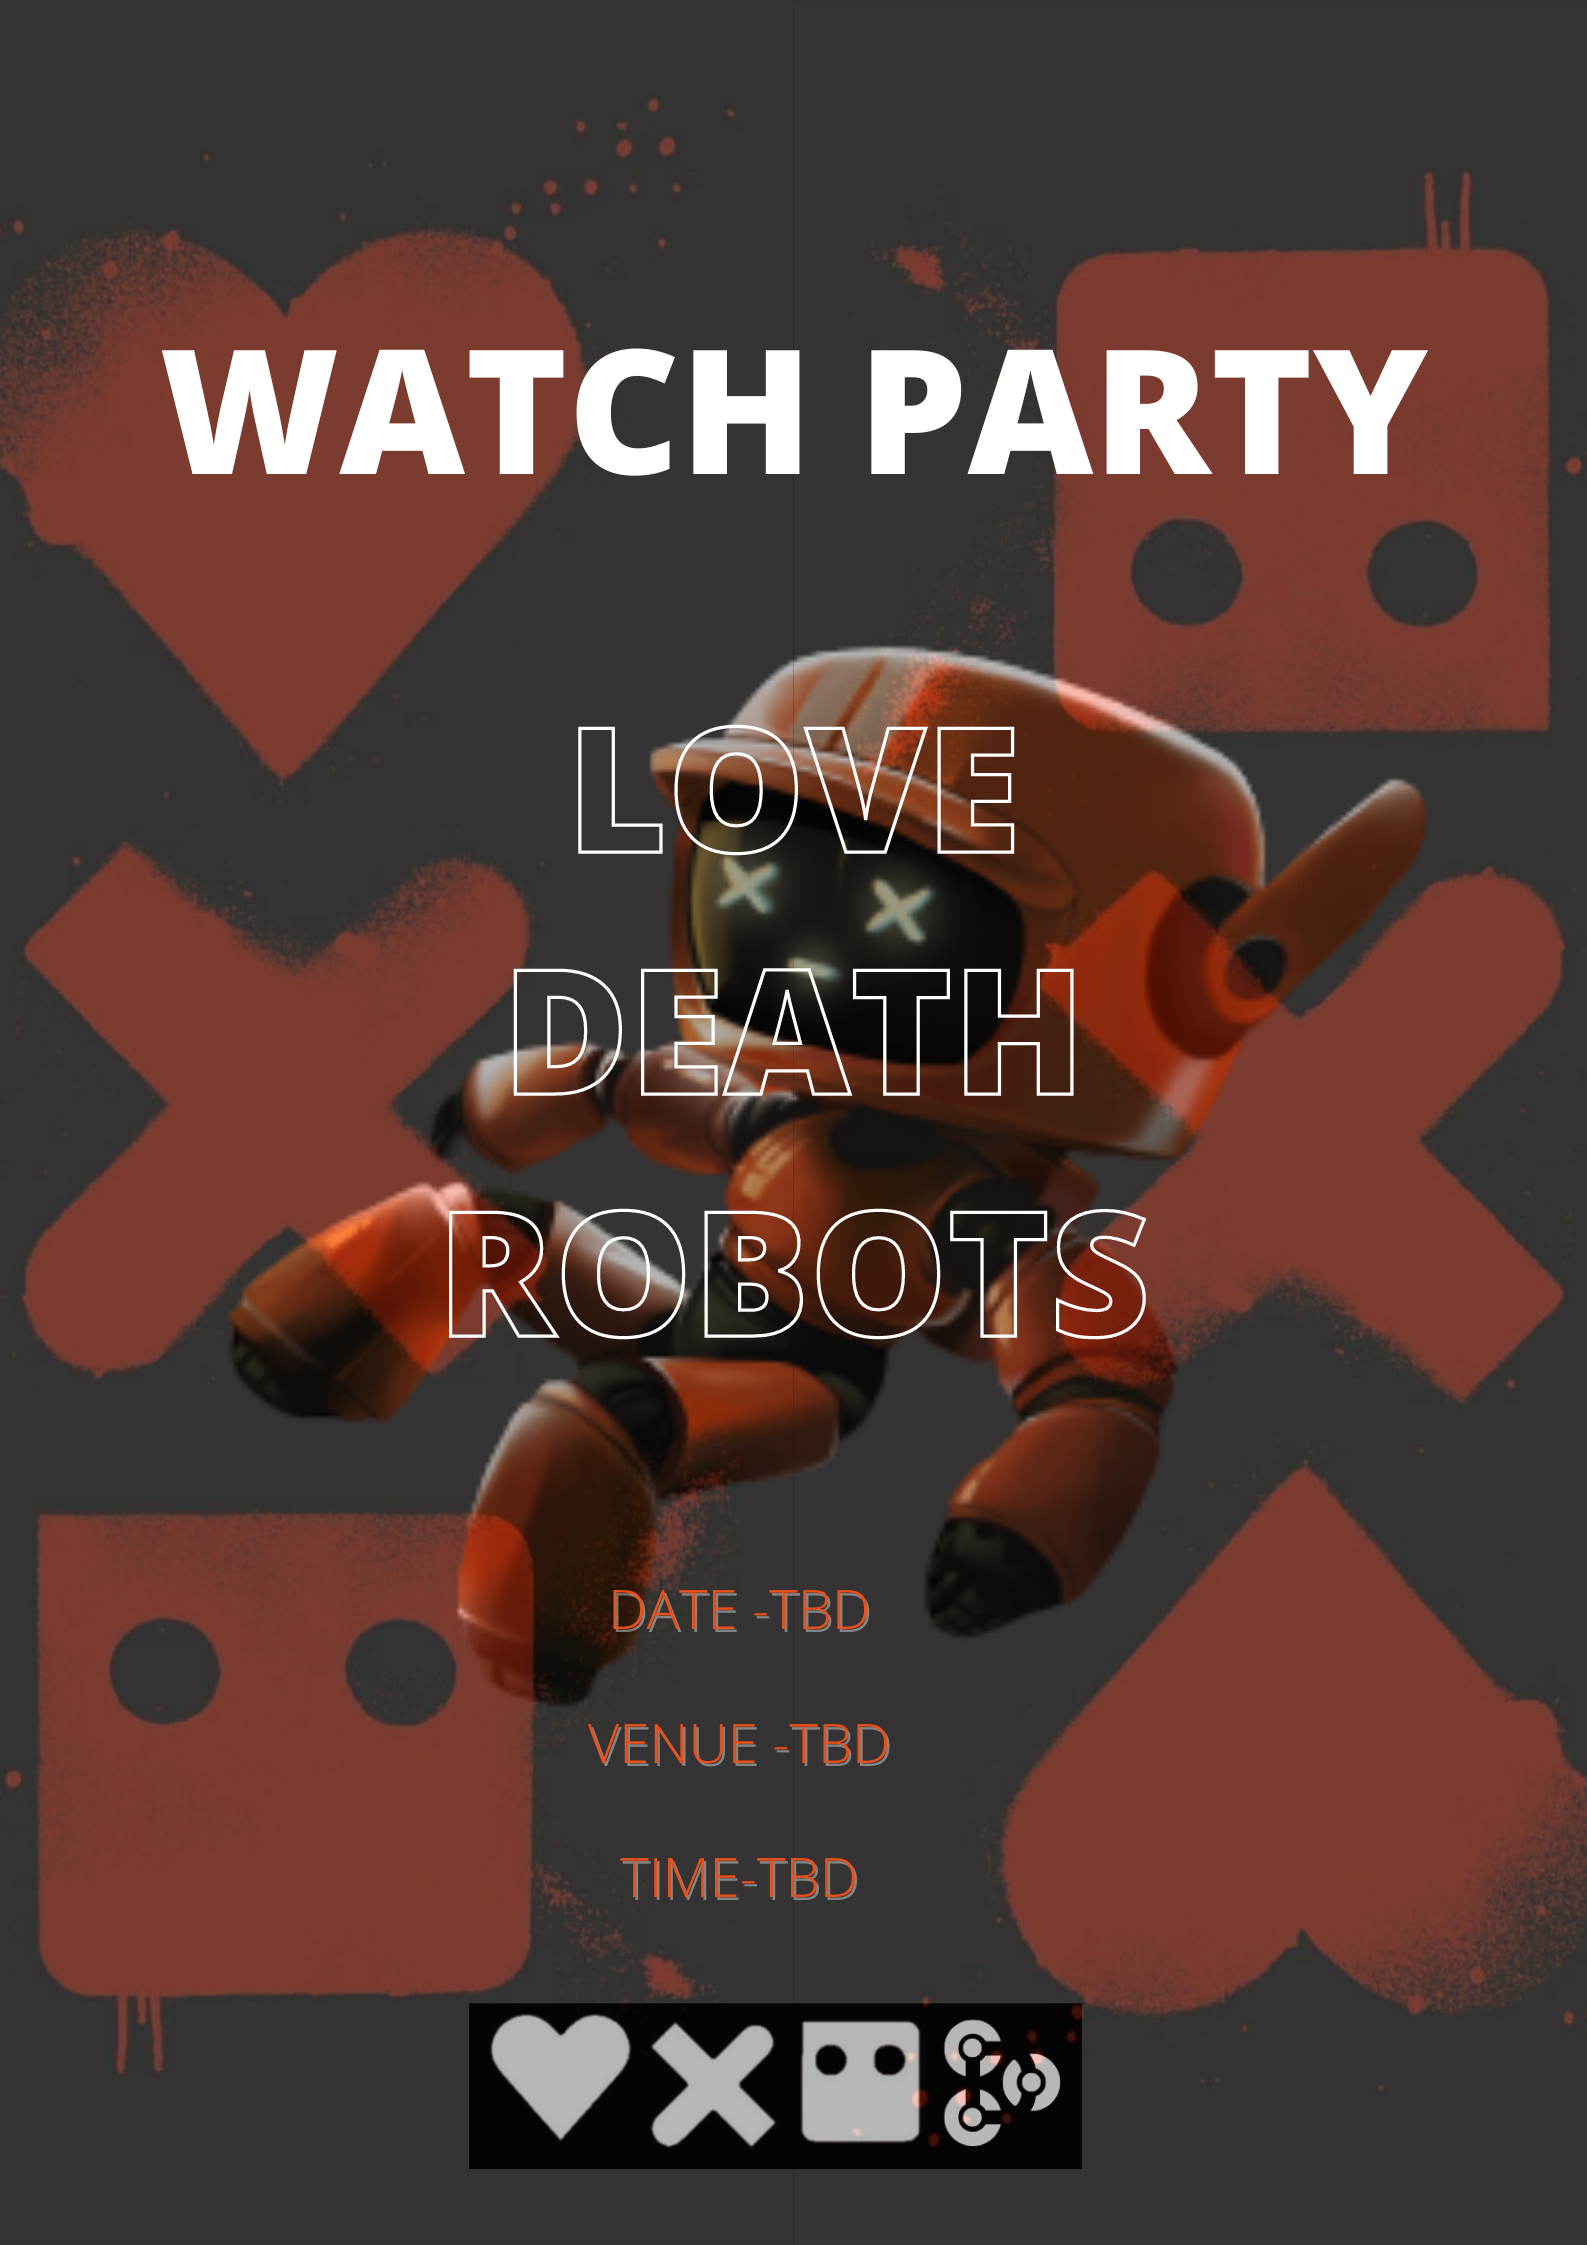 WATCH PARTY
LOVE
DEATH
ROBOTS
DATE -TBD
VENUE -TBD
TIME-TBD